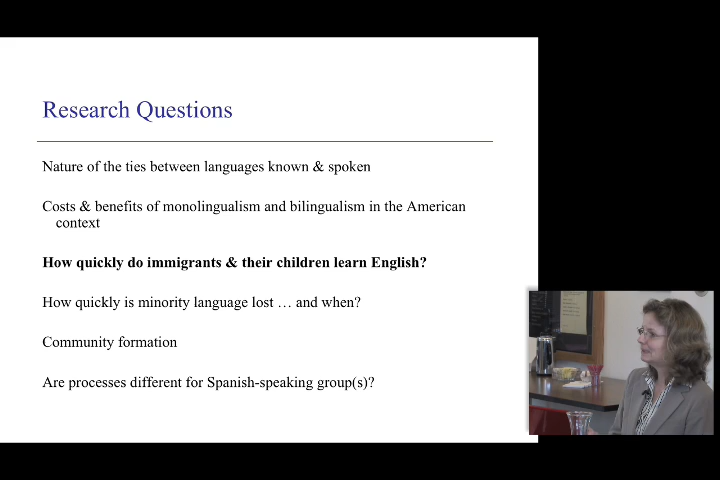 Research Questions
Nature of the ties between languages known & spoken
Costs & benefits of monolingualism and bilingualism in the American
context
How quickly do immigrants & their children learn English?
How quickly is minority language lost … and when?
Community formation
Are processes different for Spanish-speaking group(s)?